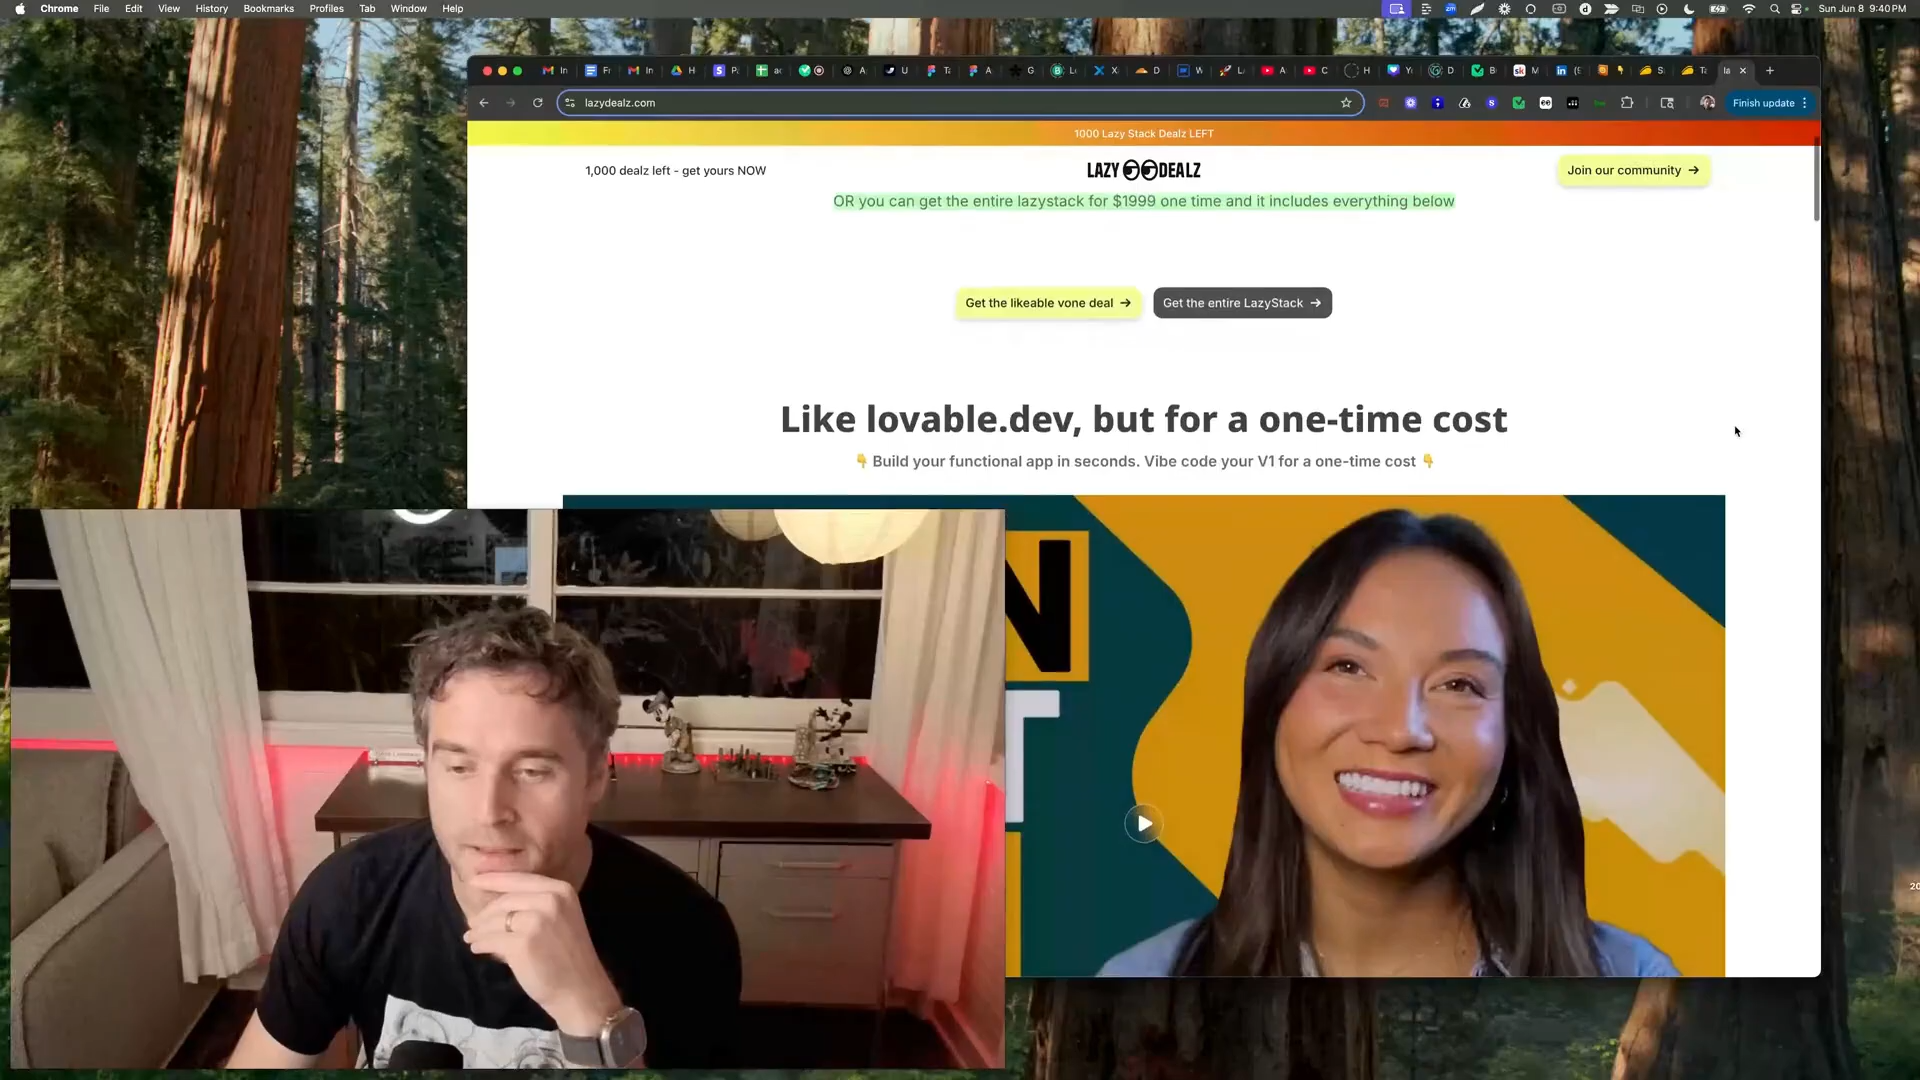 Chrome File Edit View History Bookmarks Profiles Tab Window Help
Sun Jun 8 9:40PM
lazydealz.com
Finish update
1000 Lazy Stack Dealz LEFT
1,000 dealz left - get yours NOW
LAZY DEALZ
Join our community →
OR you can get the entire lazystack for $1999 one time and it includes everything below
Get the likeable vone deal →
Get the entire LazyStack →
Like lovable.dev, but for a one-time cost
👇 Build your functional app in seconds. Vibe code your V1 for a one-time cost 👇
N
T